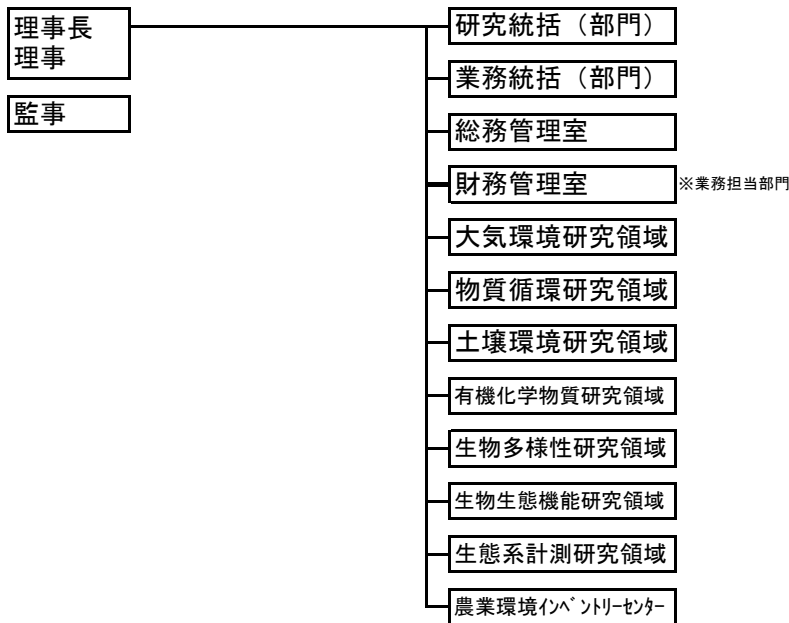 理事長
理事
監事
研究統括（部門）
業務統括（部門）
総務管理室
財務管理室
※業務担当部門
大気環境研究領域
物質循環研究領域
土壌環境研究領域
有機化学物質研究領域
生物多様性研究領域
生物生態機能研究領域
生態系計測研究領域
農業環境ｲﾝﾍﾞﾝﾄﾘｰｾﾝﾀｰ